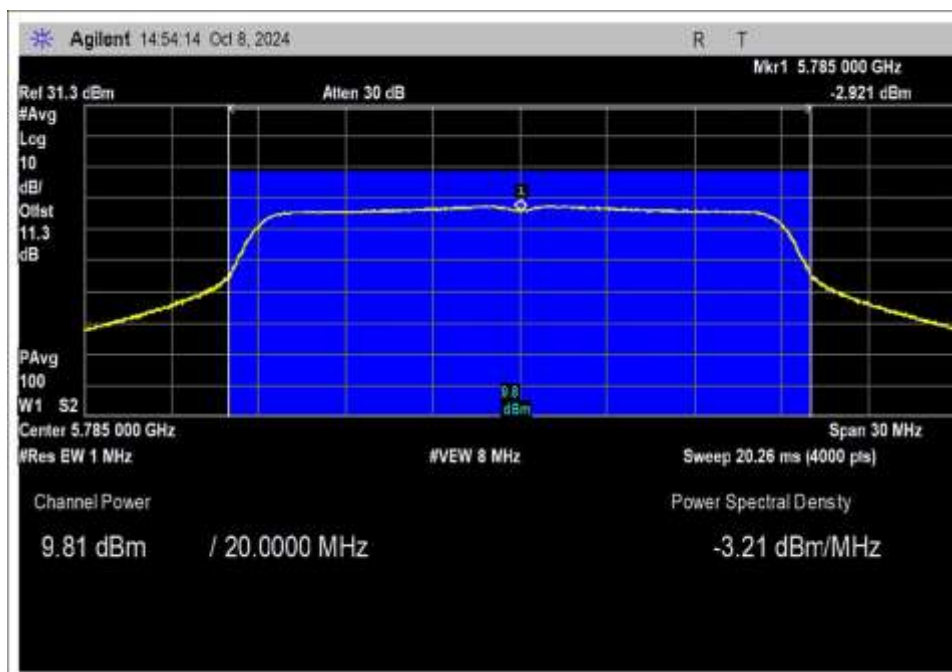 Agilent 14:54:14 Oct 8, 2024 R T
Mkr1 5.785 000 GHz
Ref 31.3 dBm Atten 30 dB -2.921 dBm
#Avg
Log
10
dB/
Offst
11.3
dB
1
PAvg
100
W1 S2
9.8
dBm
Center 5.785 000 GHz Span 30 MHz
#Res BW 1 MHz #VBW 8 MHz Sweep 20.26 ms (4000 pts)
Channel Power Power Spectral Density
9.81 dBm / 20.0000 MHz -3.21 dBm/MHz